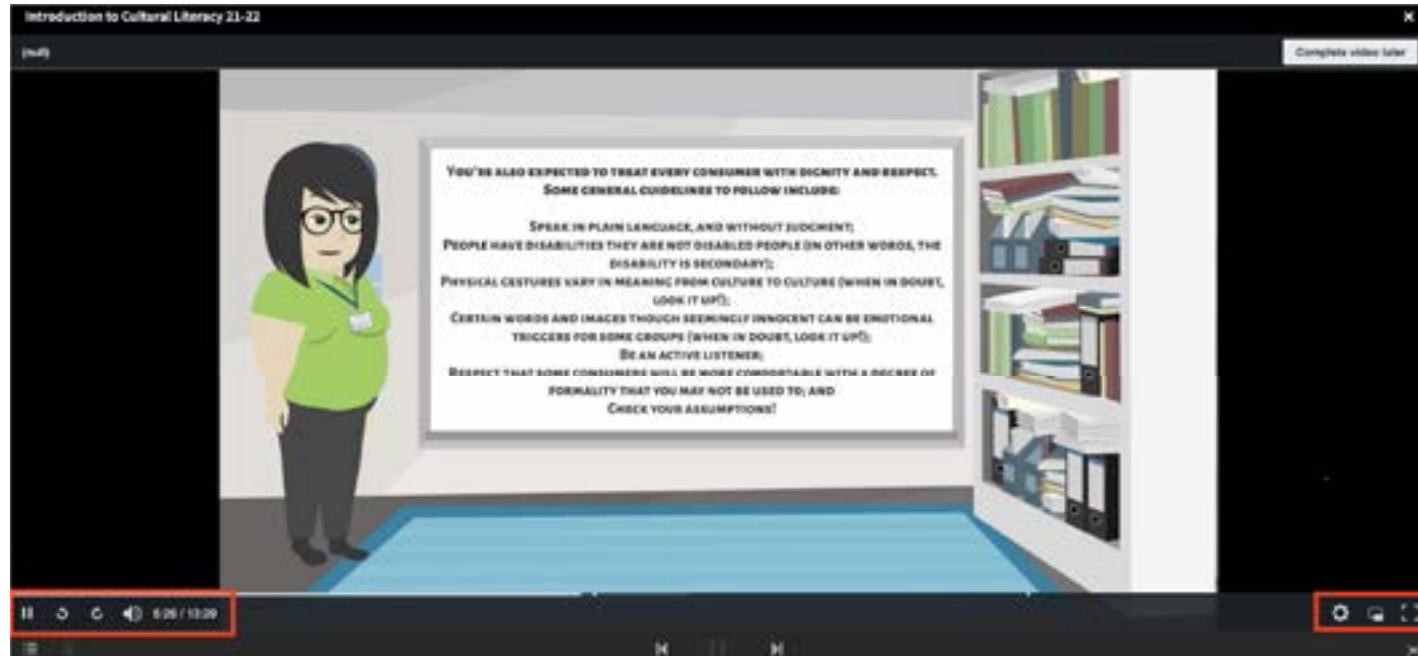 Introduction to Cultural Literacy 21-22
(null)
Complete video later
YOU'RE ALSO EXPECTED TO TREAT EVERY CONSUMER WITH DIGNITY AND RESPECT.
SOME GENERAL GUIDELINES TO FOLLOW INCLUDE:
SPEAK IN PLAIN LANGUAGE, AND WITHOUT JUDGMENT;
PEOPLE HAVE DISABILITIES THEY ARE NOT DISABLED PEOPLE (IN OTHER WORDS, THE
DISABILITY IS SECONDARY);
PHYSICAL GESTURES VARY IN MEANING FROM CULTURE TO CULTURE (WHEN IN DOUBT,
LOOK IT UP!);
CERTAIN WORDS AND IMAGES THOUGH SEEMINGLY INNOCENT CAN BE EMOTIONAL
TRIGGERS FOR SOME GROUPS (WHEN IN DOUBT, LOOK IT UP!);
BE AN ACTIVE LISTENER;
RESPECT THAT SOME CONSUMERS WILL BE MORE COMFORTABLE WITH A DEGREE OF
FORMALITY THAT YOU MAY NOT BE USED TO; AND
CHECK YOUR ASSUMPTIONS!